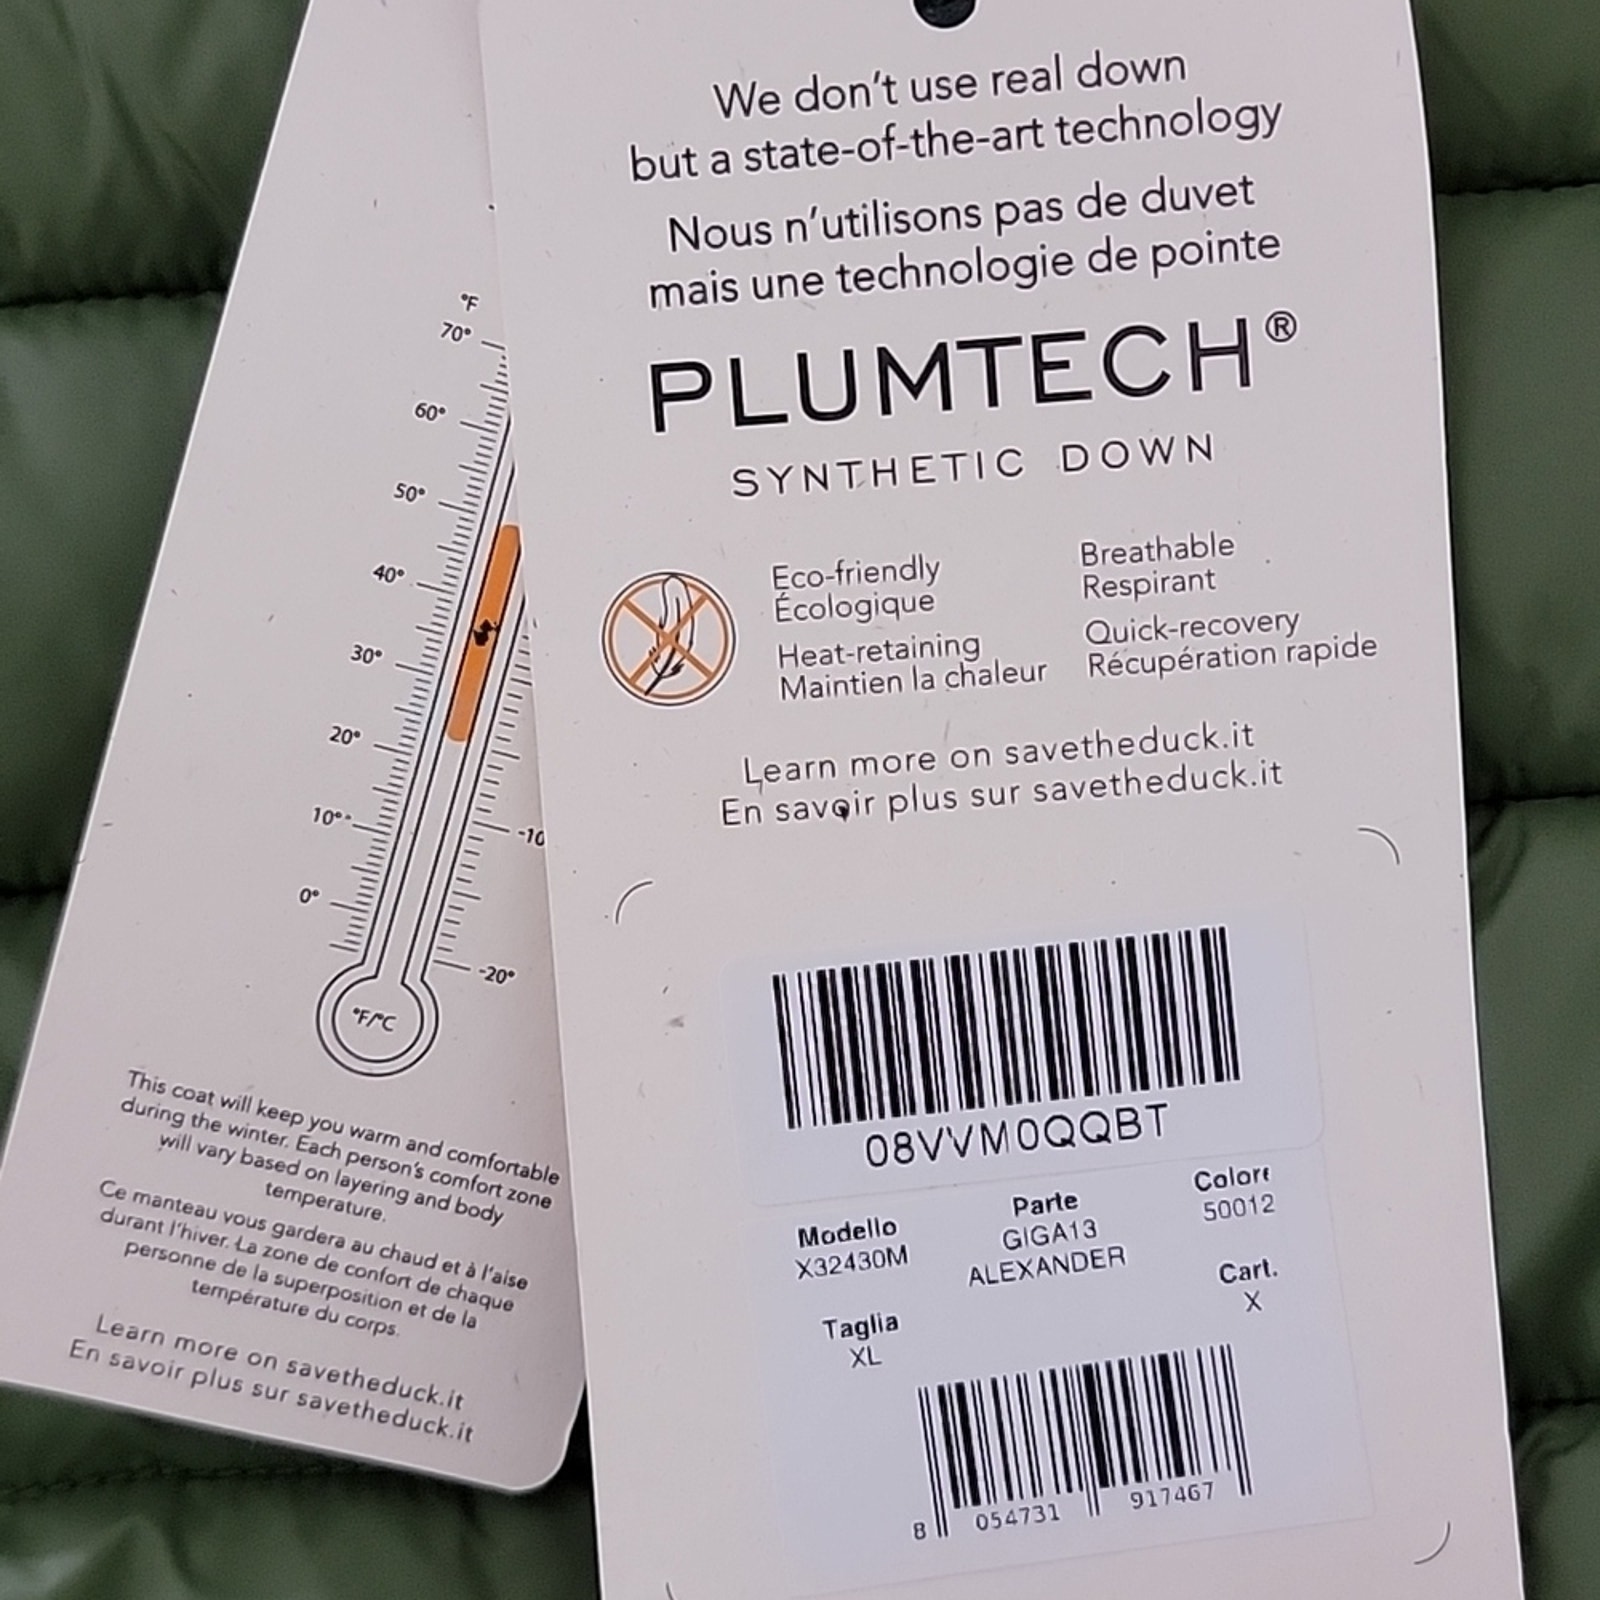 °F
70°
60°
50°
40°
30°
20°
10°
0°
-10
-20°
°F/°C
This coat will keep you warm and comfortable
during the winter. Each person's comfort zone
will vary based on layering and body
temperature.
Ce manteau vous gardera au chaud et à l'aise
durant l'hiver. La zone de confort de chaque
personne de la superposition et de la
température du corps.
Learn more on savetheduck.it
En savoir plus sur savetheduck.it
We don't use real down
but a state-of-the-art technology
Nous n'utilisons pas de duvet
mais une technologie de pointe
PLUMTECH®
SYNTHETIC DOWN
Eco-friendly
Écologique
Heat-retaining
Maintien la chaleur
Breathable
Respirant
Quick-recovery
Récupération rapide
Learn more on savetheduck.it
En savoir plus sur savetheduck.it
08VVM0QQBT
Modello
X32430M
Parte
GIGA13
ALEXANDER
Colore
50012
Taglia
XL
Cart.
X
8 054731 917467